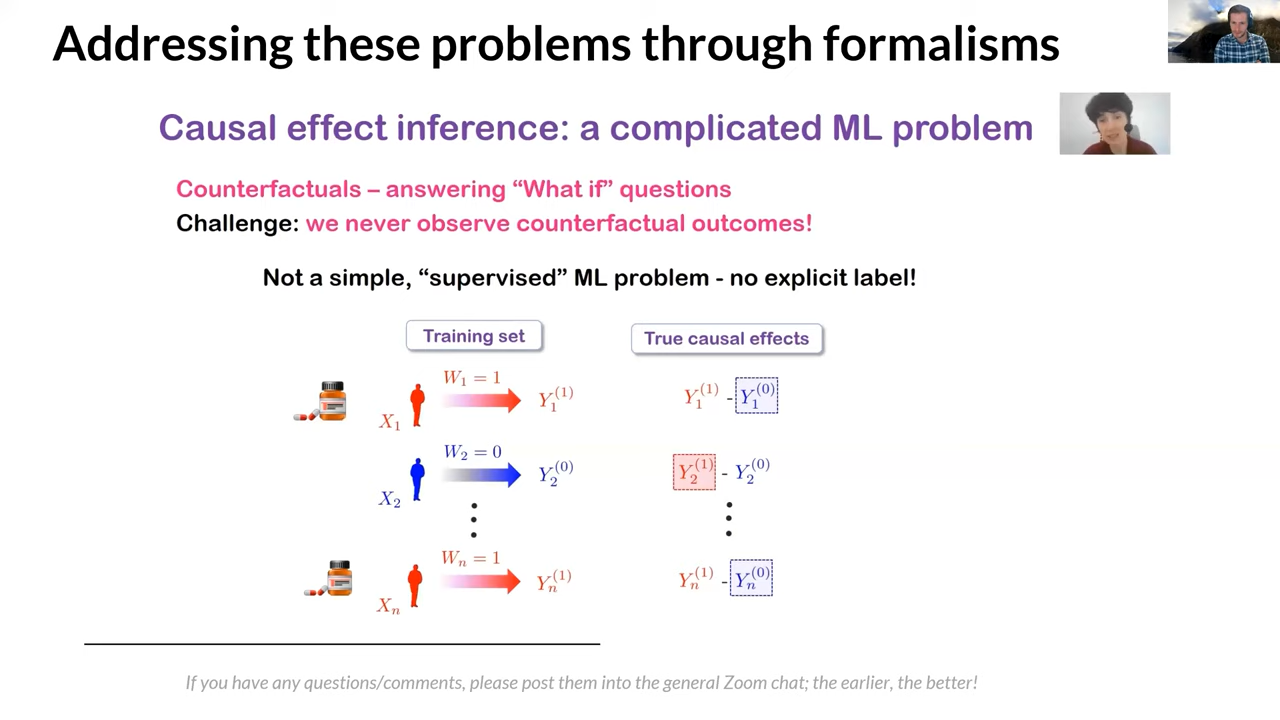 Addressing these problems through formalisms
Causal effect inference: a complicated ML problem
Counterfactuals – answering “What if” questions
Challenge: we never observe counterfactual outcomes!
Not a simple, “supervised” ML problem - no explicit label!
Training set
True causal effects
W₁ = 1
X₁
Y₁⁽¹⁾
Y₁⁽¹⁾ - Y₁⁽⁰⁾
W₂ = 0
X₂
Y₂⁽⁰⁾
Y₂⁽¹⁾ - Y₂⁽⁰⁾
Wₙ = 1
Xₙ
Yₙ⁽¹⁾
Yₙ⁽¹⁾ - Yₙ⁽⁰⁾
If you have any questions/comments, please post them into the general Zoom chat; the earlier, the better!